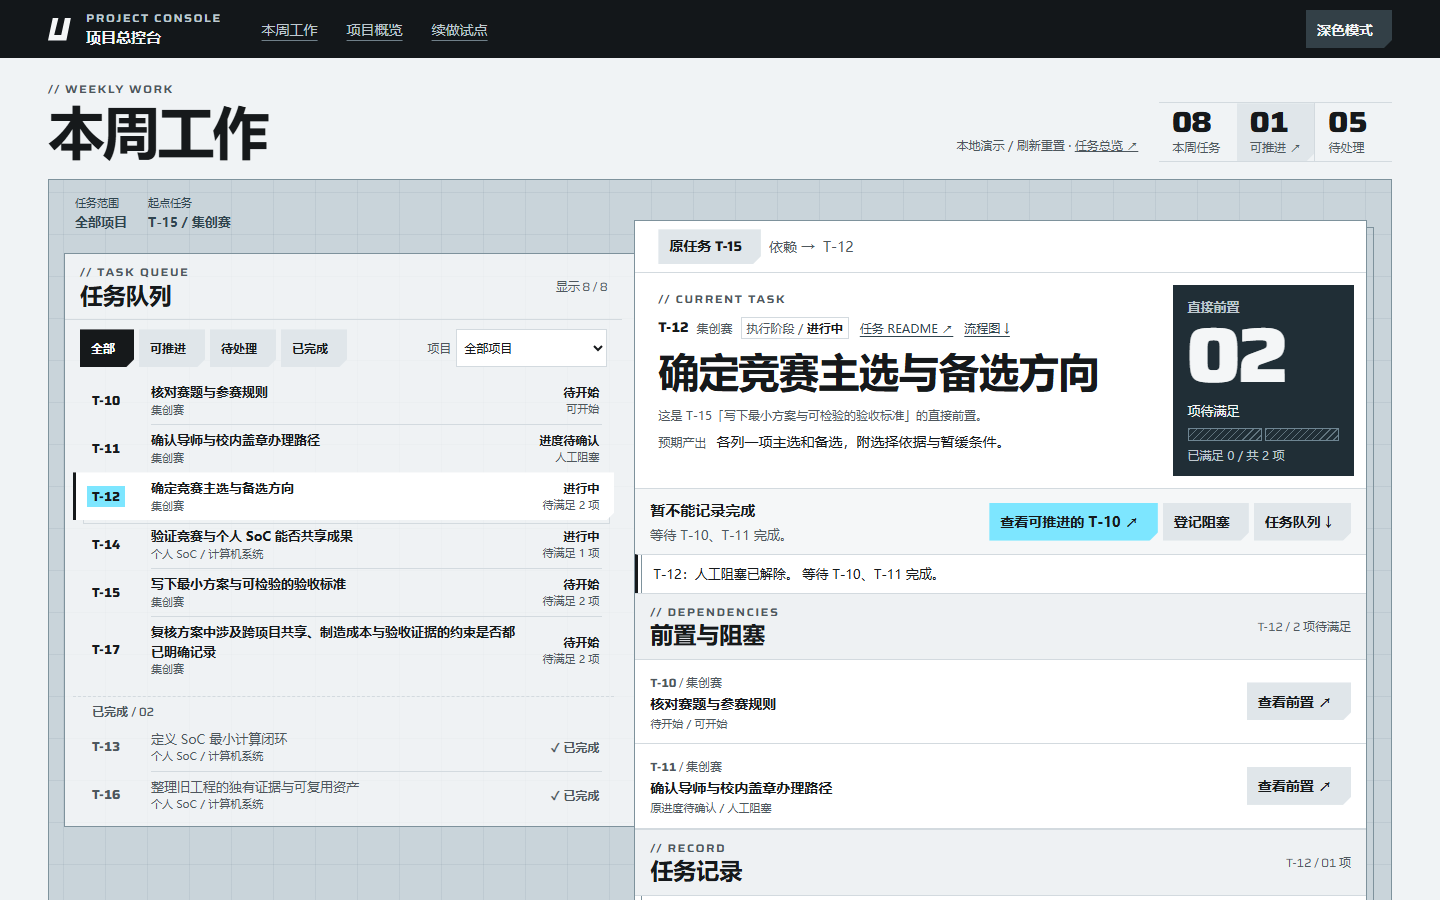 PROJECT CONSOLE
项目总控台
本周工作
项目概览
续做试点
深色模式
// WEEKLY WORK
本周工作
本地演示 / 刷新重置 · 任务总览 ↗
08
本周任务
01
可推进 ↗
05
待处理
任务范围
全部项目
起点任务
T-15 / 集创赛
// TASK QUEUE
任务队列
显示 8 / 8
全部
可推进
待处理
已完成
项目
全部项目
T-10
核对赛题与参赛规则
集创赛
待开始
可开始
T-11
确认导师与校内盖章办理路径
集创赛
进度待确认
人工阻塞
T-12
确定竞赛主选与备选方向
集创赛
进行中
待满足 2 项
T-14
验证竞赛与个人 SoC 能否共享成果
个人 SoC / 计算机系统
进行中
待满足 1 项
T-15
写下最小方案与可检验的验收标准
集创赛
待开始
待满足 2 项
T-17
复核方案中涉及跨项目共享、制造成本与验收证据的约束是否都
已明确记录
集创赛
待开始
待满足 2 项
已完成 / 02
T-13
定义 SoC 最小计算闭环
个人 SoC / 计算机系统
✓ 已完成
T-16
整理旧工程的独有证据与可复用资产
个人 SoC / 计算机系统
✓ 已完成
原任务 T-15
依赖 → T-12
// CURRENT TASK
T-12 集创赛 执行阶段 / 进行中 任务 README ↗ 流程图↓
确定竞赛主选与备选方向
这是 T-15「写下最小方案与可检验的验收标准」的直接前置。
预期产出 各列一项主选和备选，附选择依据与暂缓条件。
直接前置
02
项待满足
已满足 0 / 共 2 项
暂不能记录完成
等待 T-10、T-11 完成。
查看可推进的 T-10 ↗
登记阻塞
任务队列↓
T-12：人工阻塞已解除。 等待 T-10、T-11 完成。
// DEPENDENCIES
前置与阻塞
T-12 / 2 项待满足
T-10 / 集创赛
核对赛题与参赛规则
待开始 / 可开始
查看前置 ↗
T-11 / 集创赛
确认导师与校内盖章办理路径
原进度待确认 / 人工阻塞
查看前置 ↗
// RECORD
任务记录
T-12 / 01 项